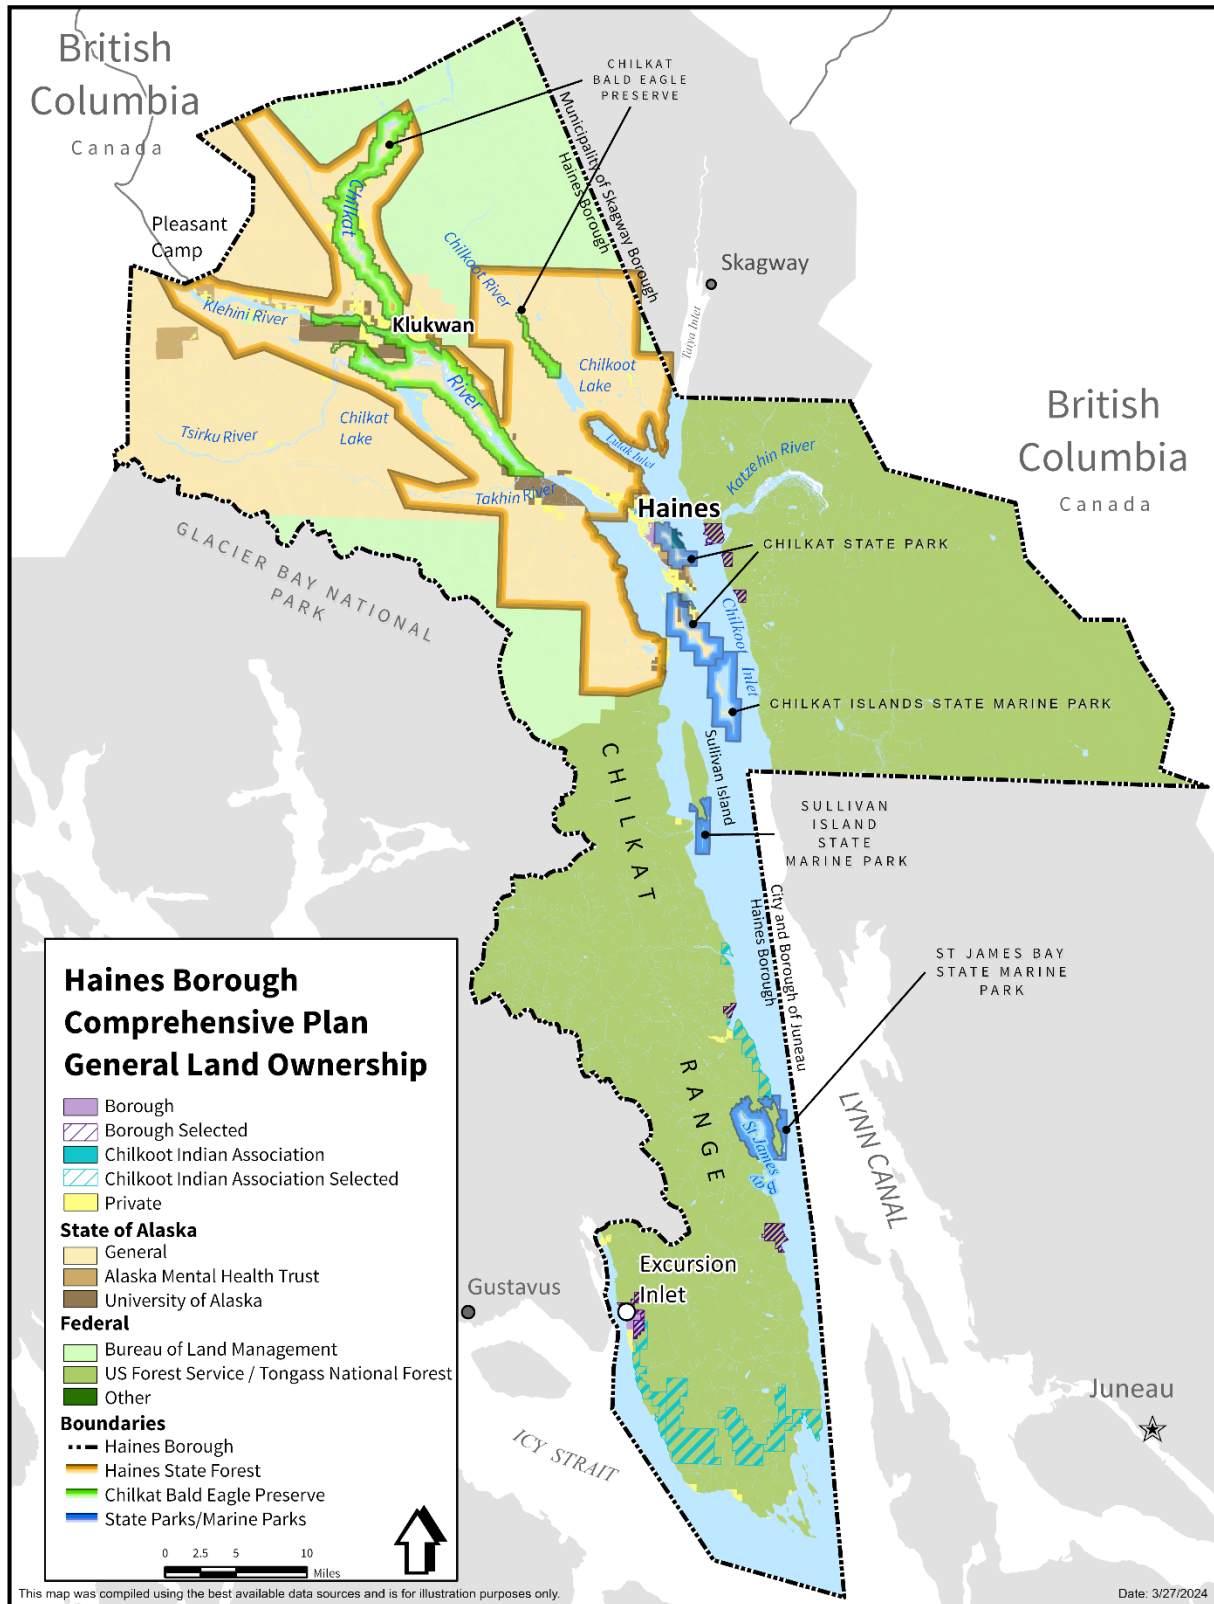 British
Columbia
Canada
CHILKAT
BALD EAGLE
PRESERVE
Municipality of Skagway Borough
Haines Borough
Pleasant
Camp
Chilkat
Chilkoot River
Skagway
Taiya Inlet
Klehini River
Klukwan
River
Chilkoot
Lake
Chilkat
Lake
Tsirku River
Lutak Inlet
Katzehin River
British
Columbia
Canada
Takhin River
Haines
CHILKAT STATE PARK
GLACIER BAY NATIONAL
PARK
Chilkoot Inlet
CHILKAT ISLANDS STATE MARINE PARK
Sullivan Island
CHILKAT
RANGE
SULLIVAN
ISLAND
STATE
MARINE PARK
City and Borough of Juneau
Haines Borough
ST JAMES BAY
STATE MARINE
PARK
St James
Bay
LYNN CANAL
Excursion
Inlet
Gustavus
Juneau
ICY STRAIT
Haines Borough
Comprehensive Plan
General Land Ownership
Borough
Borough Selected
Chilkoot Indian Association
Chilkoot Indian Association Selected
Private
State of Alaska
General
Alaska Mental Health Trust
University of Alaska
Federal
Bureau of Land Management
US Forest Service / Tongass National Forest
Other
Boundaries
Haines Borough
Haines State Forest
Chilkat Bald Eagle Preserve
State Parks/Marine Parks
0 2.5 5 10
Miles
This map was compiled using the best available data sources and is for illustration purposes only.
Date: 3/27/2024